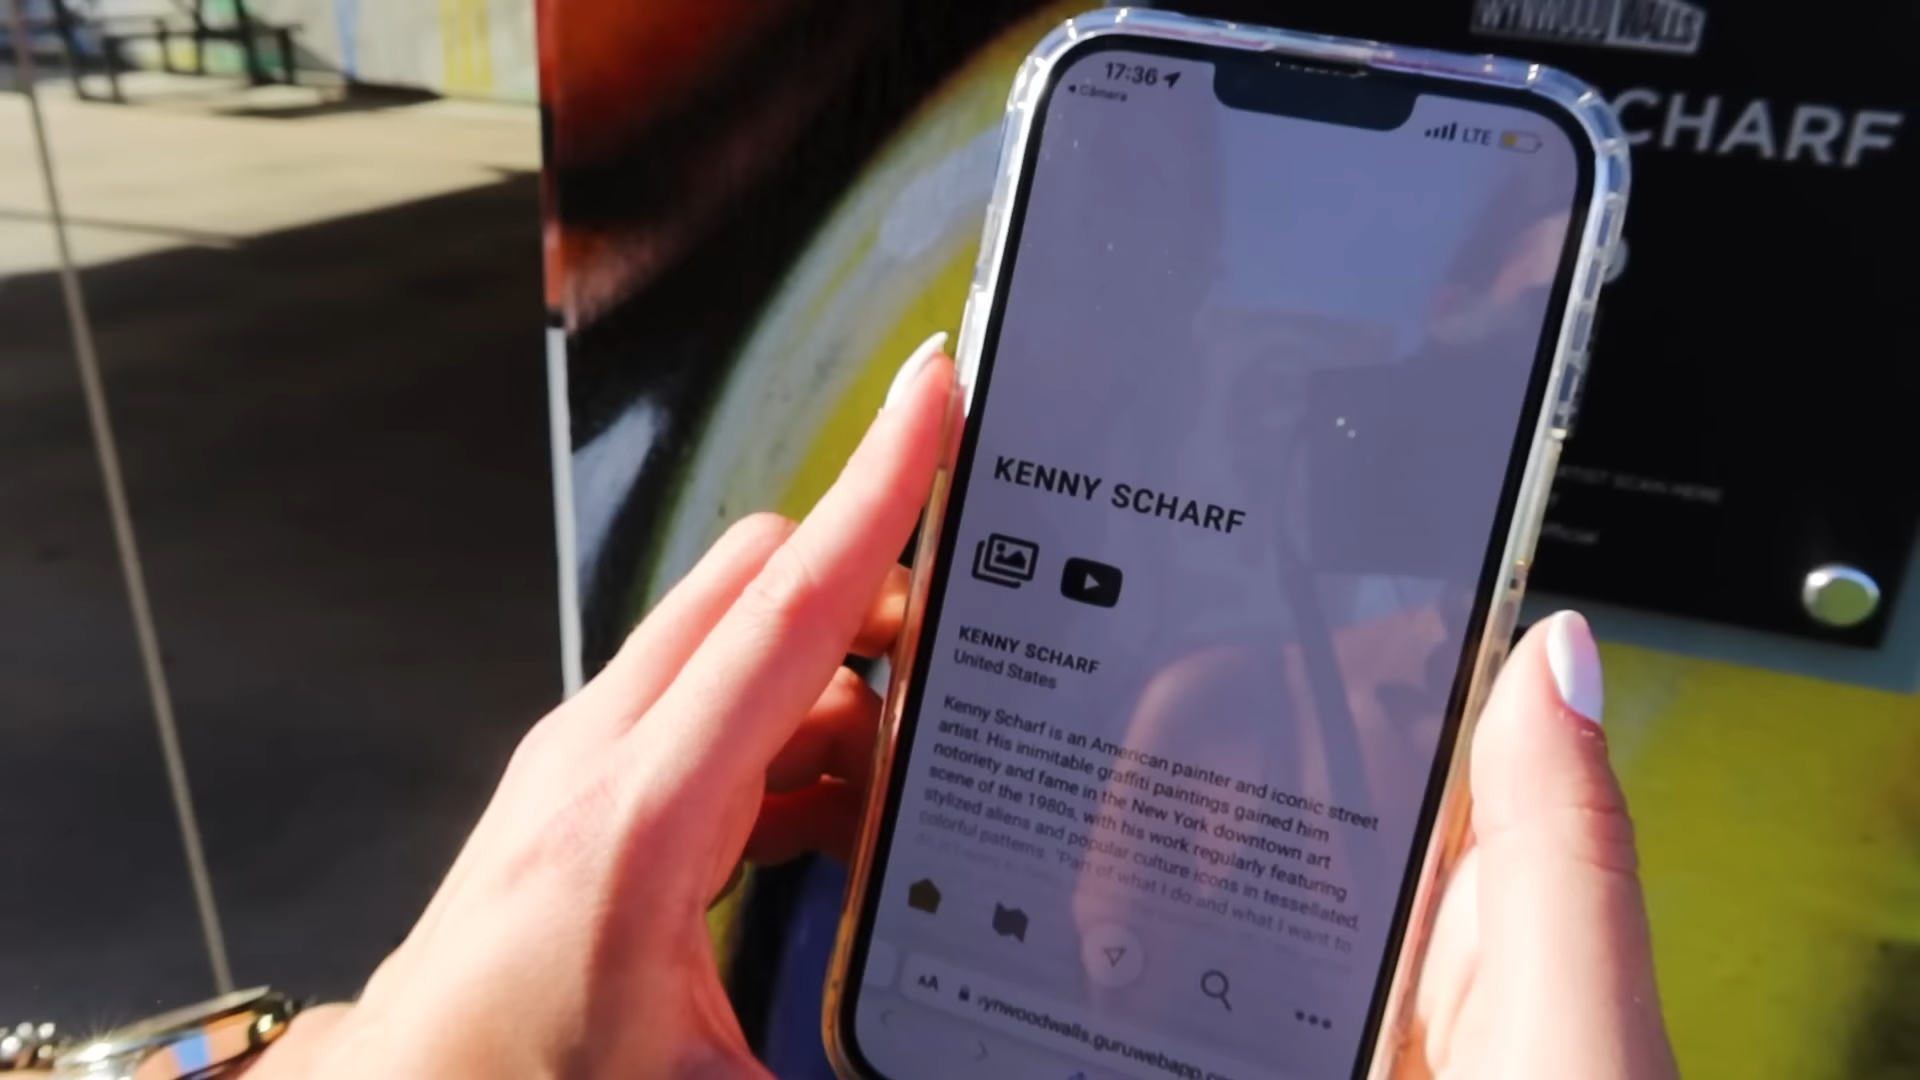 WYNWOOD WALLS
SCHARF
17:36
Câmera
LTE
KENNY SCHARF
KENNY SCHARF
United States
Kenny Scharf is an American painter and iconic street
artist. His inimitable graffiti paintings gained him
notoriety and fame in the New York downtown art
scene of the 1980s, with his work regularly featuring
stylized aliens and popular culture icons in tessellated,
colorful patterns. "Part of what I do and what I want to
AA
ynwoodwalls.guruwebapp.c
SCAN HERE